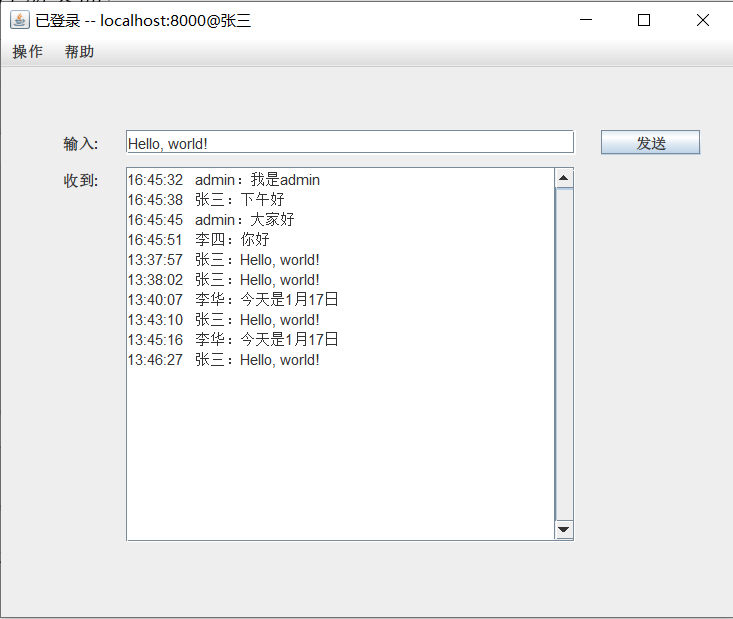 已登录 -- localhost:8000@张三
操作 帮助
输入: Hello, world! 发送
收到:
16:45:32 admin：我是admin
16:45:38 张三：下午好
16:45:45 admin：大家好
16:45:51 李四：你好
13:37:57 张三：Hello, world!
13:38:02 张三：Hello, world!
13:40:07 李华：今天是1月17日
13:43:10 张三：Hello, world!
13:45:16 李华：今天是1月17日
13:46:27 张三：Hello, world!